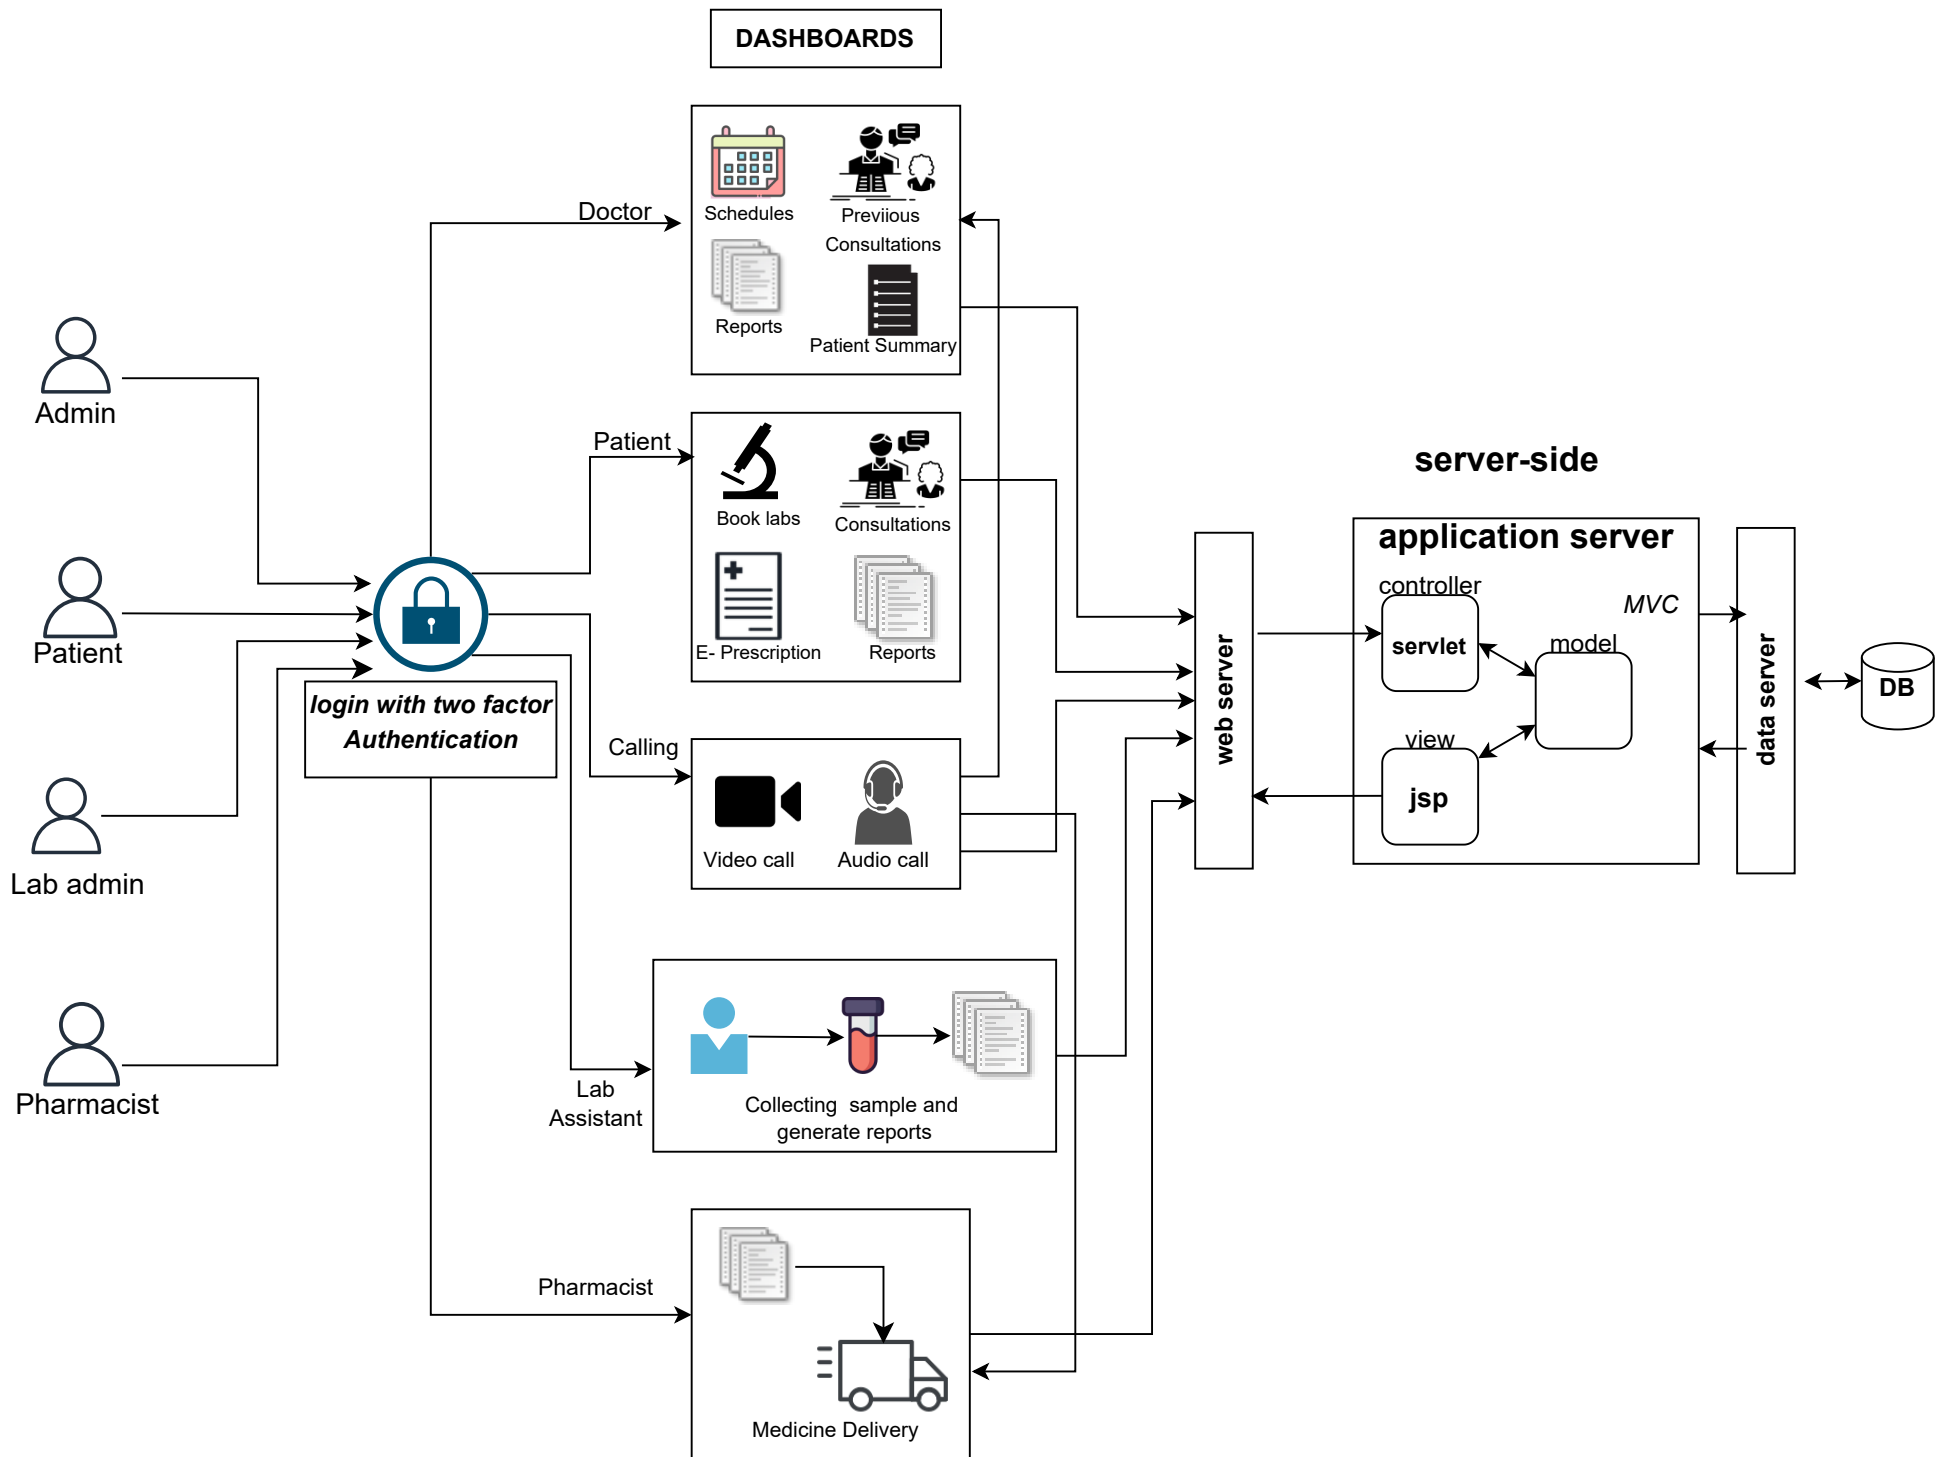 DASHBOARDS
Schedules
Previious
Consultations
Reports
Patient Summary
Doctor
Admin
Patient
Lab admin
Pharmacist
login with two factor
Authentication
Patient
Book labs
Consultations
E- Prescription
Reports
Calling
Video call
Audio call
Lab
Assistant
Collecting  sample and
generate reports
Pharmacist
Medicine Delivery
web server
server-side
application server
controller
MVC
servlet
model
view
jsp
data server
DB